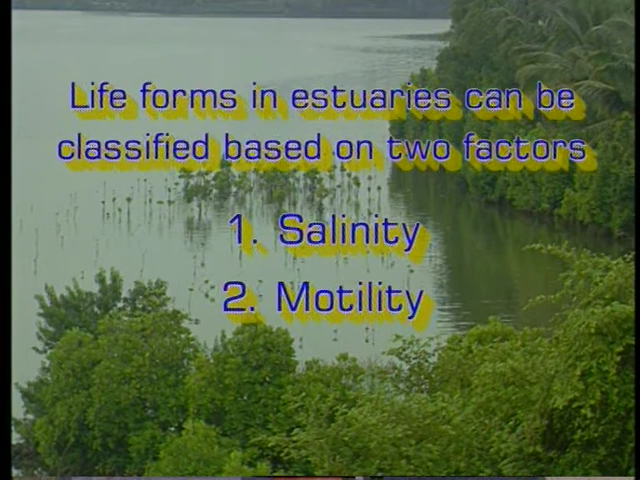 Life forms in estuaries can be
classified based on two factors
1. Salinity
2. Motility